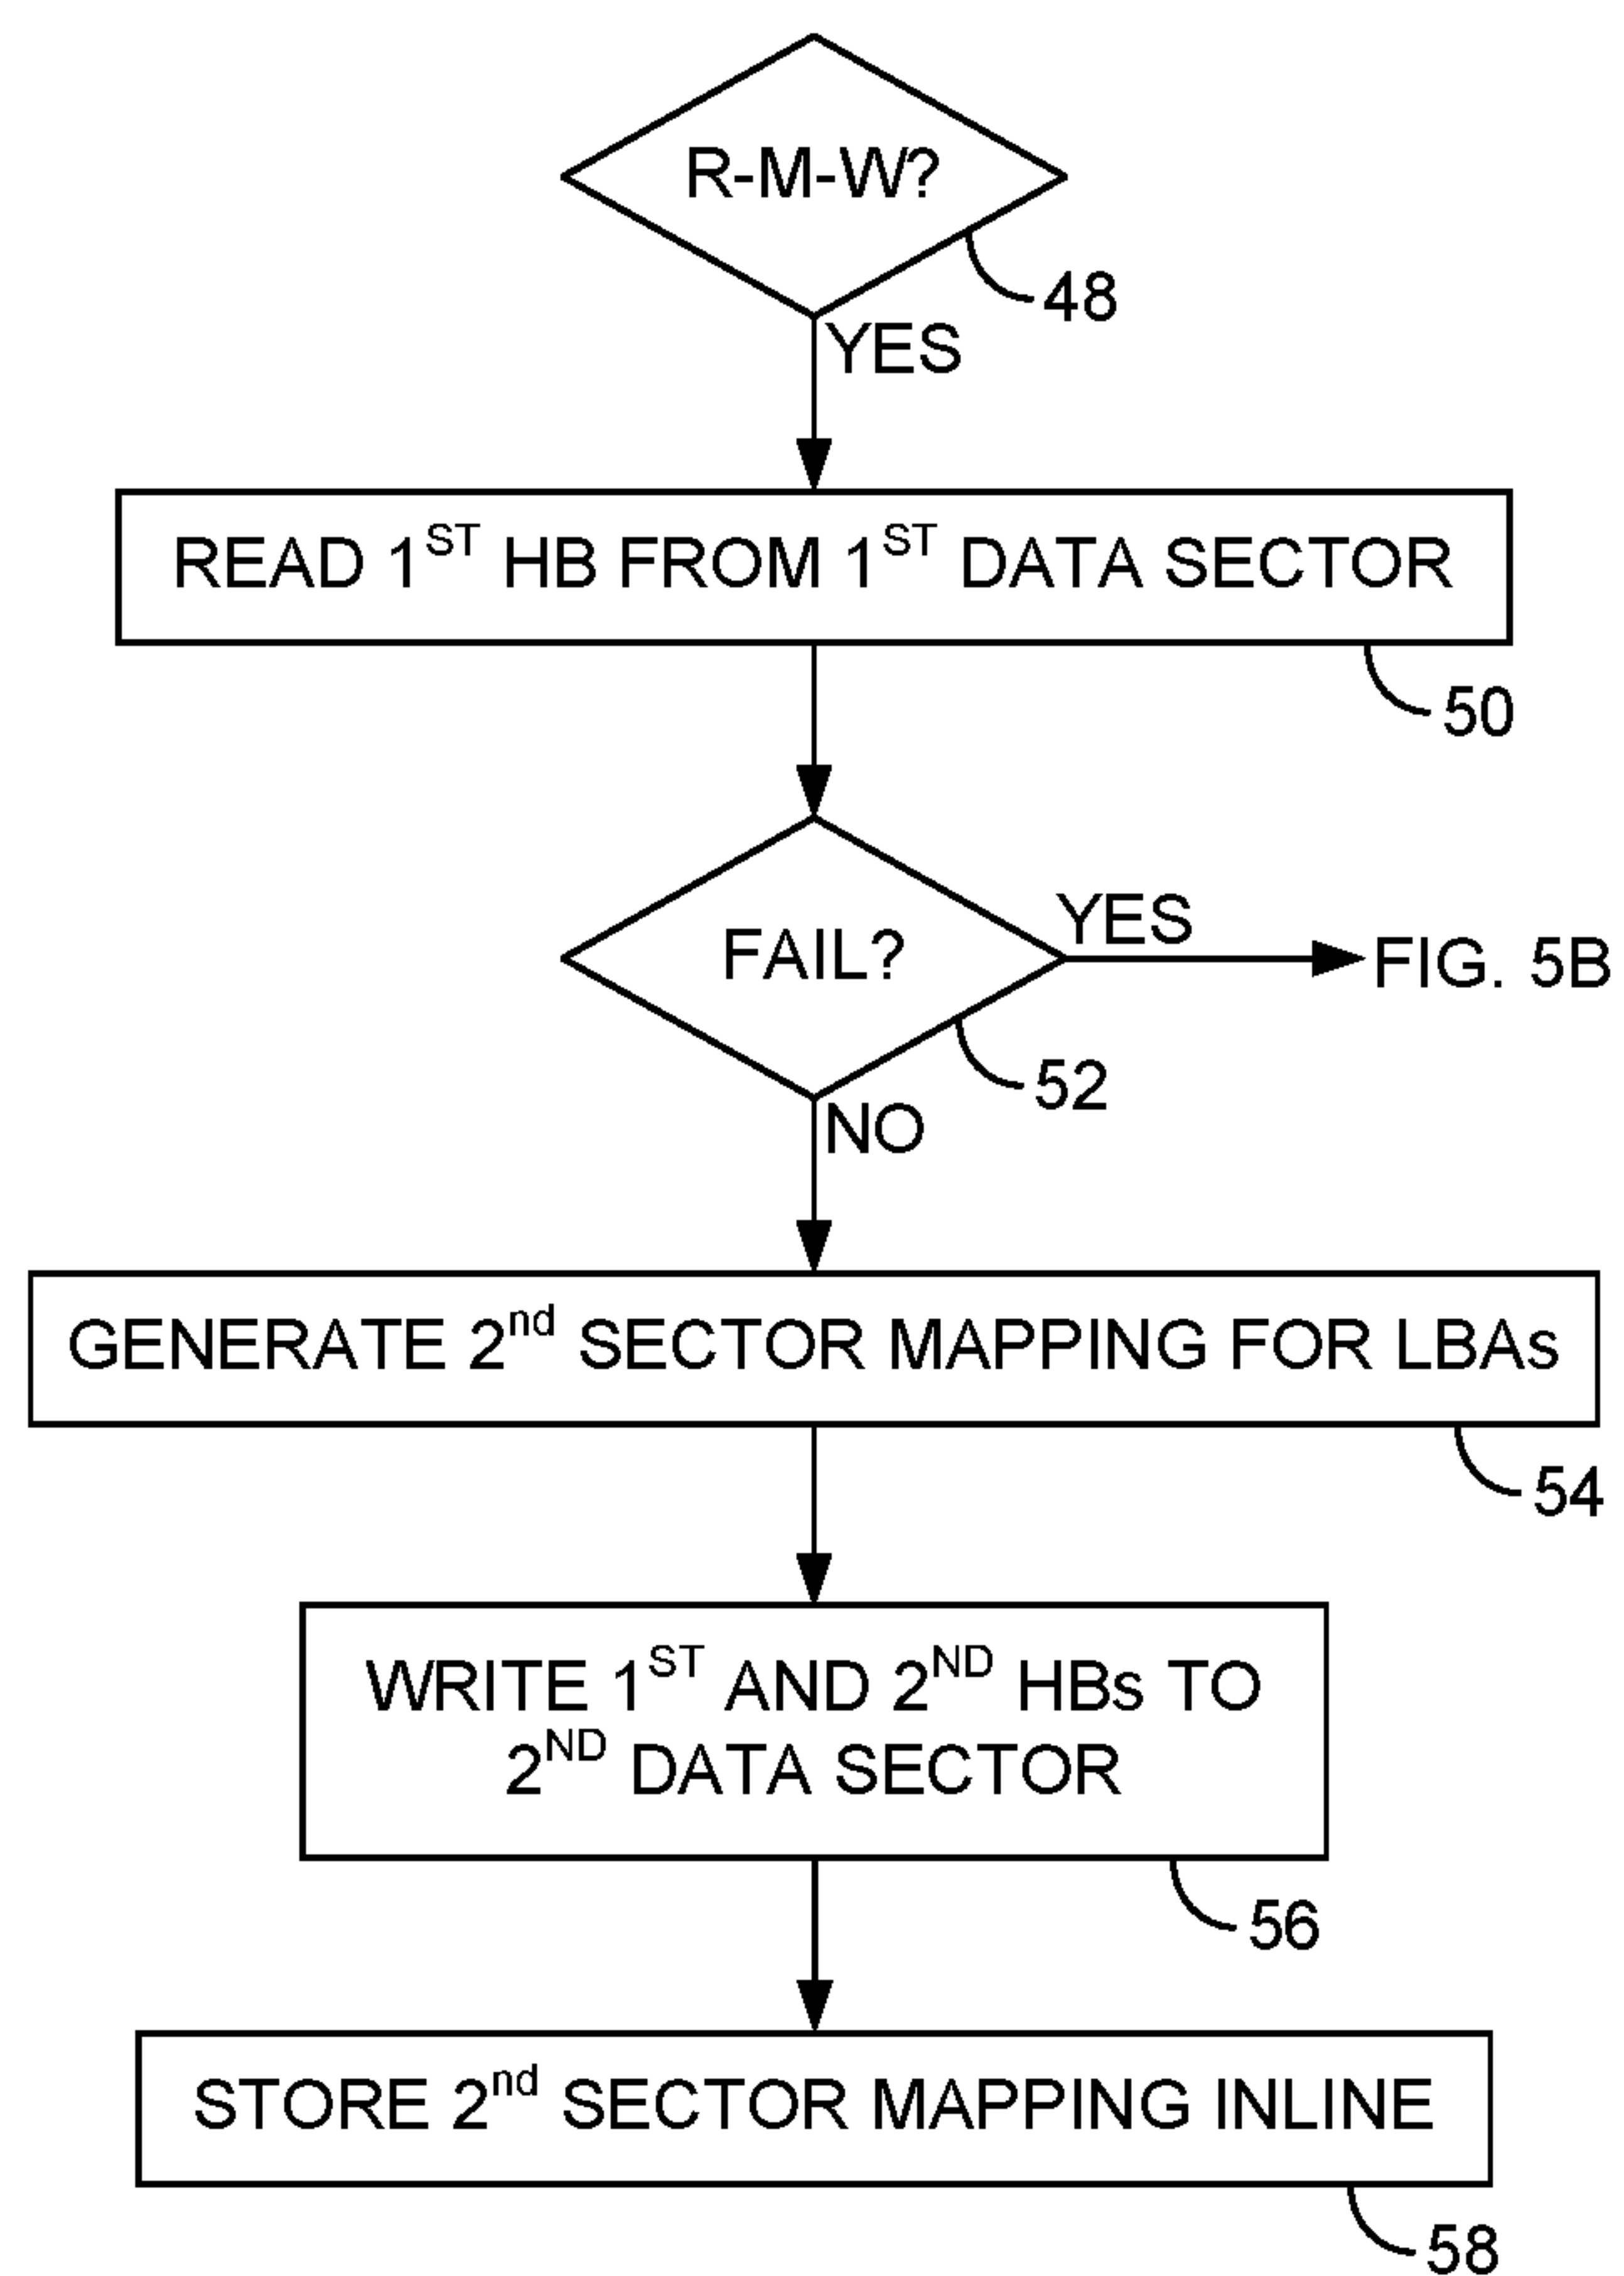 R-M-W?
48
YES
READ 1ST HB FROM 1ST DATA SECTOR
50
FAIL?
YES
FIG. 5B
52
NO
GENERATE 2nd SECTOR MAPPING FOR LBAs
54
WRITE 1ST AND 2ND HBs TO
2ND DATA SECTOR
56
STORE 2nd SECTOR MAPPING INLINE
58